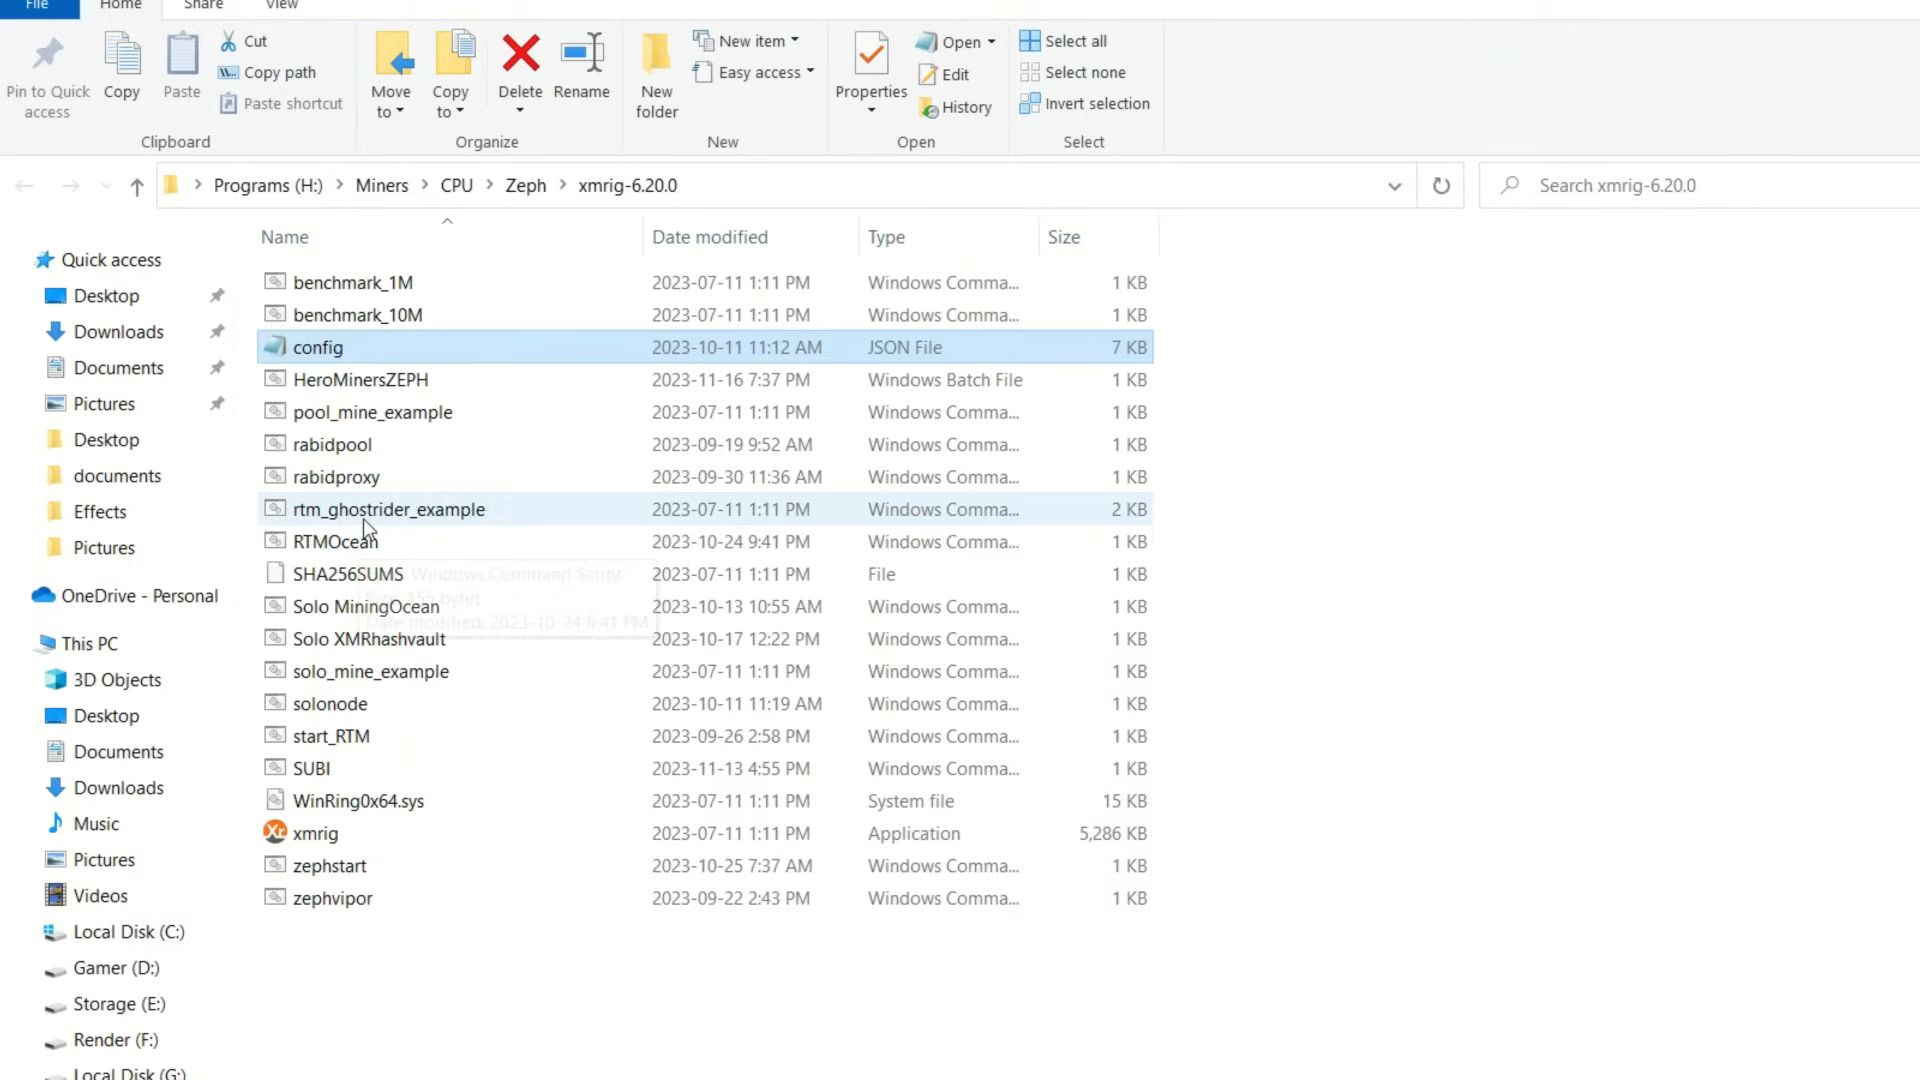 File Home Share View
Pin to Quick access
Copy
Paste
Cut
Copy path
Paste shortcut
Clipboard
Move to
Copy to
Delete
Rename
Organize
New folder
New item
Easy access
New
Properties
Open
Edit
History
Open
Select all
Select none
Invert selection
Select
Programs (H:) Miners CPU Zeph xmrig-6.20.0
Search xmrig-6.20.0
Quick access
Desktop
Downloads
Documents
Pictures
Desktop
documents
Effects
Pictures
OneDrive - Personal
This PC
3D Objects
Desktop
Documents
Downloads
Music
Pictures
Videos
Local Disk (C:)
Gamer (D:)
Storage (E:)
Render (F:)
Local Disk (G:)
Name Date modified Type Size
benchmark_1M 2023-07-11 1:11 PM Windows Comma... 1 KB
benchmark_10M 2023-07-11 1:11 PM Windows Comma... 1 KB
config 2023-10-11 11:12 AM JSON File 7 KB
HeroMinersZEPH 2023-11-16 7:37 PM Windows Batch File 1 KB
pool_mine_example 2023-07-11 1:11 PM Windows Comma... 1 KB
rabidpool 2023-09-19 9:52 AM Windows Comma... 1 KB
rabidproxy 2023-09-30 11:36 AM Windows Comma... 1 KB
rtm_ghostrider_example 2023-07-11 1:11 PM Windows Comma... 2 KB
RTMOcean 2023-10-24 9:41 PM Windows Comma... 1 KB
SHA256SUMS 2023-07-11 1:11 PM File 1 KB
Windows Command Script
Size: 155 bytes
Date modified: 2023-10-24 9:41 PM
Solo MiningOcean 2023-10-13 10:55 AM Windows Comma... 1 KB
Solo XMRhashvault 2023-10-17 12:22 PM Windows Comma... 1 KB
solo_mine_example 2023-07-11 1:11 PM Windows Comma... 1 KB
solonode 2023-10-11 11:19 AM Windows Comma... 1 KB
start_RTM 2023-09-26 2:58 PM Windows Comma... 1 KB
SUBI 2023-11-13 4:55 PM Windows Comma... 1 KB
WinRing0x64.sys 2023-07-11 1:11 PM System file 15 KB
xmrig 2023-07-11 1:11 PM Application 5,286 KB
zephstart 2023-10-25 7:37 AM Windows Comma... 1 KB
zephvipor 2023-09-22 2:43 PM Windows Comma... 1 KB